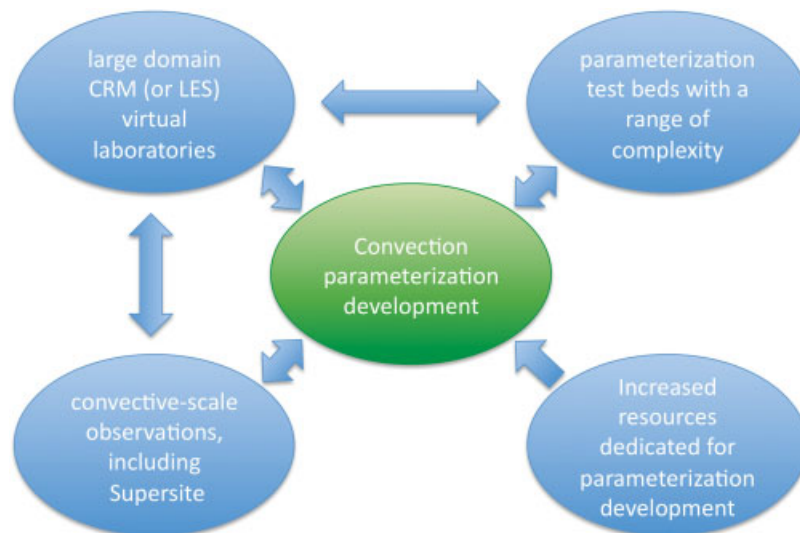 large domain
CRM (or LES)
virtual
laboratories
parameterization
test beds with a
range of
complexity
Convection
parameterization
development
convective-scale
observations,
including
Supersite
Increased
resources
dedicated for
parameterization
development